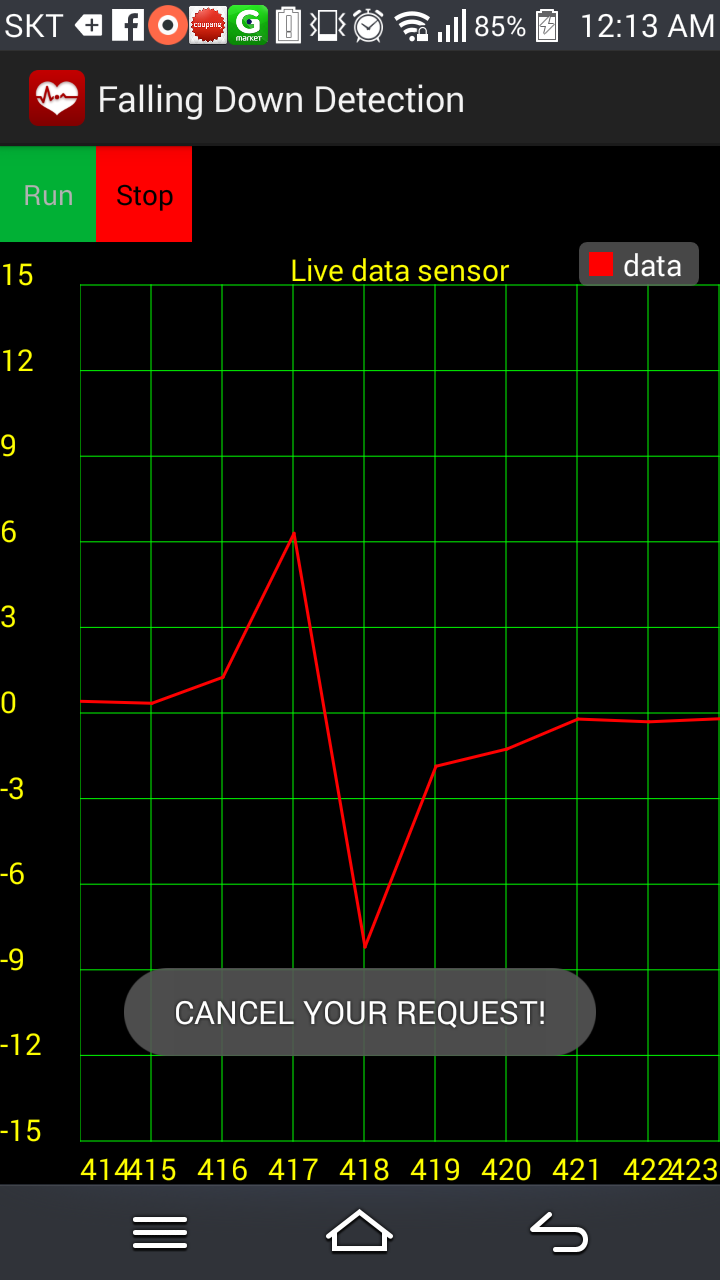 SKT coupang G market 85% 12:13 AM
Falling Down Detection
Run Stop
Live data sensor data
15
12
9
6
3
0
-3
-6
-9
CANCEL YOUR REQUEST!
-12
-15
414 415 416 417 418 419 420 421 422 423